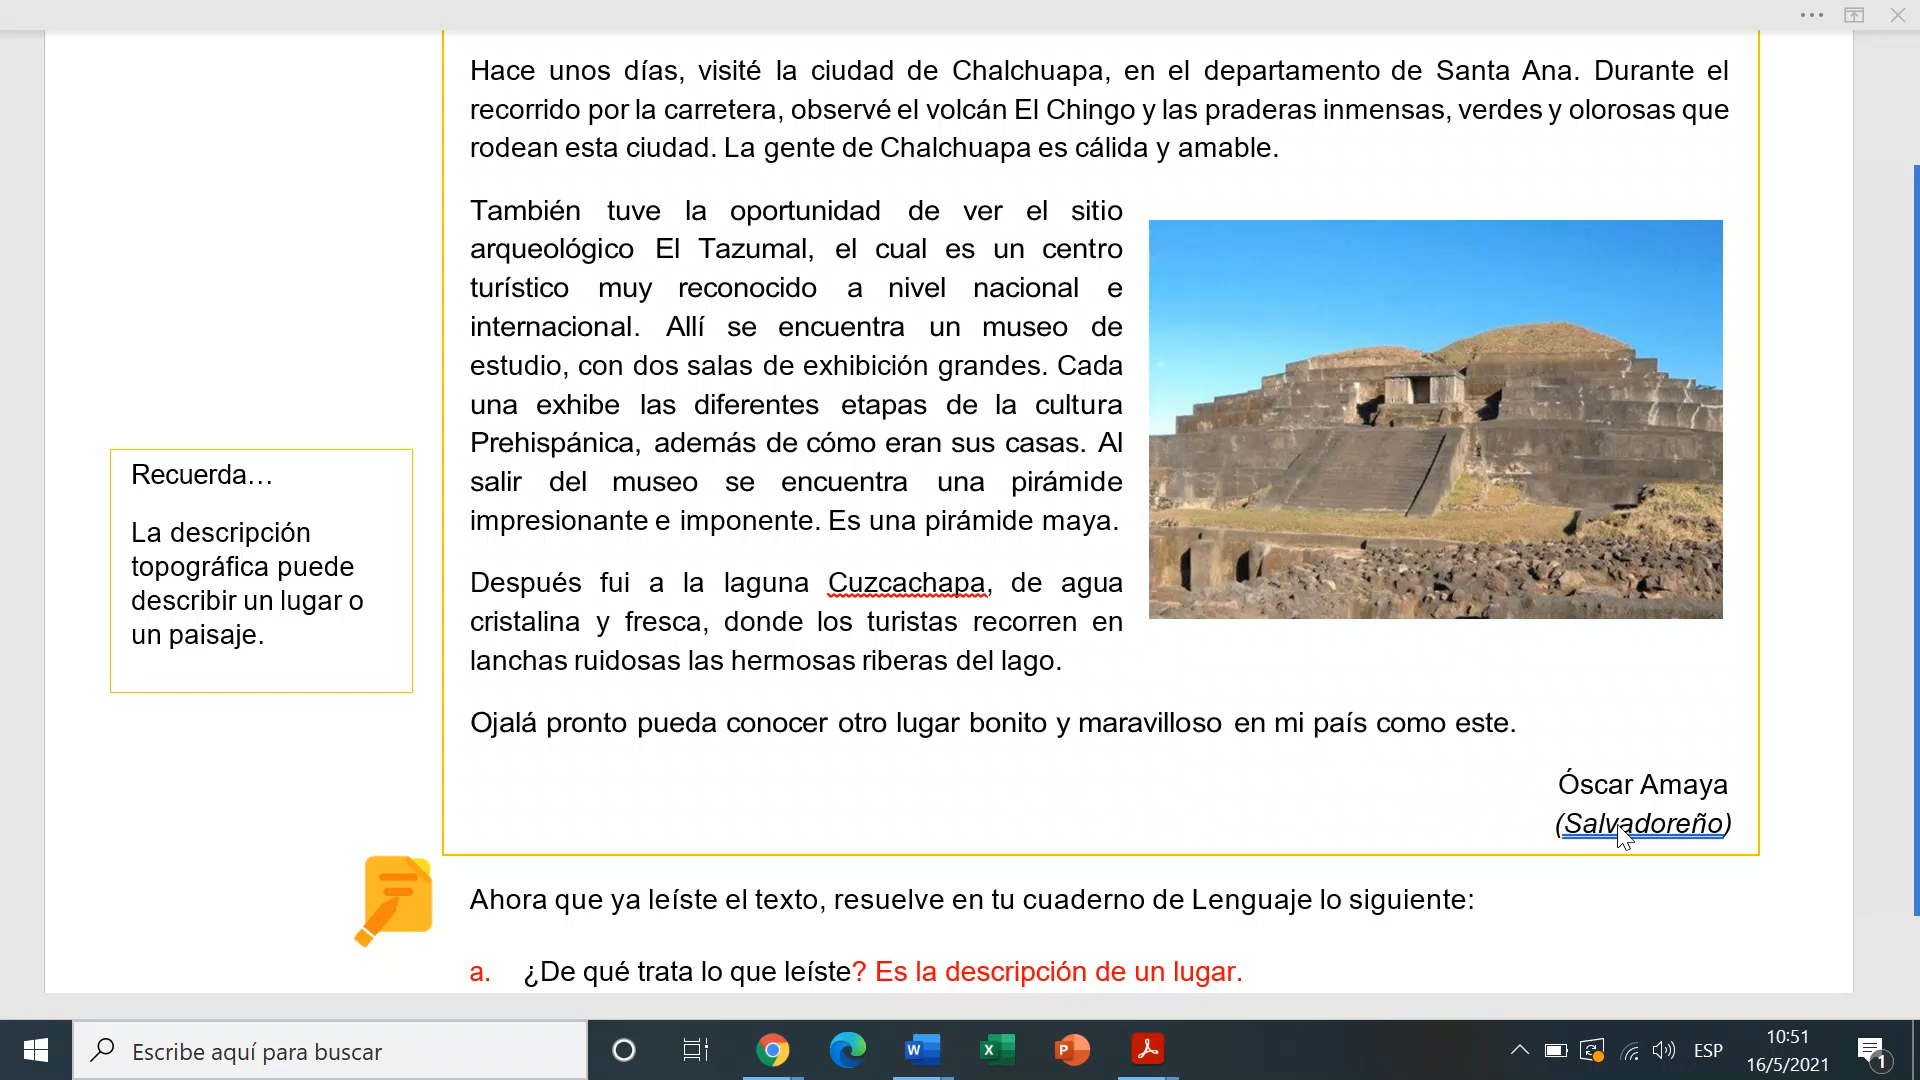 Hace unos días, visité la ciudad de Chalchuapa, en el departamento de Santa Ana. Durante el
recorrido por la carretera, observé el volcán El Chingo y las praderas inmensas, verdes y olorosas que
rodean esta ciudad. La gente de Chalchuapa es cálida y amable.
También tuve la oportunidad de ver el sitio
arqueológico El Tazumal, el cual es un centro
turístico muy reconocido a nivel nacional e
internacional. Allí se encuentra un museo de
estudio, con dos salas de exhibición grandes. Cada
una exhibe las diferentes etapas de la cultura
Prehispánica, además de cómo eran sus casas. Al
salir del museo se encuentra una pirámide
impresionante e imponente. Es una pirámide maya.
Después fui a la laguna Cuzcachapa, de agua
cristalina y fresca, donde los turistas recorren en
lanchas ruidosas las hermosas riberas del lago.
Ojalá pronto pueda conocer otro lugar bonito y maravilloso en mi país como este.
Óscar Amaya
(Salvadoreño)
Recuerda…
La descripción
topográfica puede
describir un lugar o
un paisaje.
Ahora que ya leíste el texto, resuelve en tu cuaderno de Lenguaje lo siguiente:
a. ¿De qué trata lo que leíste? Es la descripción de un lugar.
Escribe aquí para buscar
W
X
P
ESP
10:51
16/5/2021
1